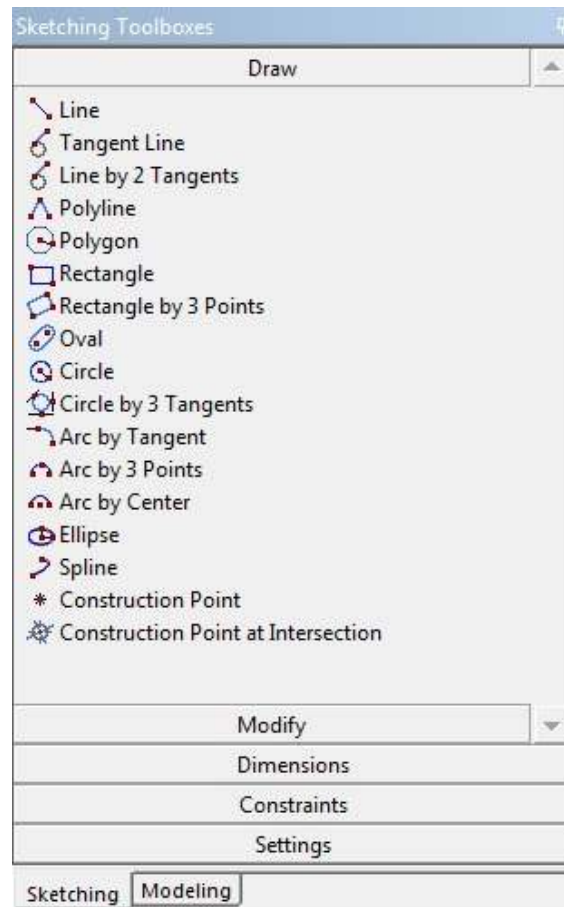 Sketching Toolboxes
Draw
Line
Tangent Line
Line by 2 Tangents
Polyline
Polygon
Rectangle
Rectangle by 3 Points
Oval
Circle
Circle by 3 Tangents
Arc by Tangent
Arc by 3 Points
Arc by Center
Ellipse
Spline
Construction Point
Construction Point at Intersection
Modify
Dimensions
Constraints
Settings
Sketching Modeling